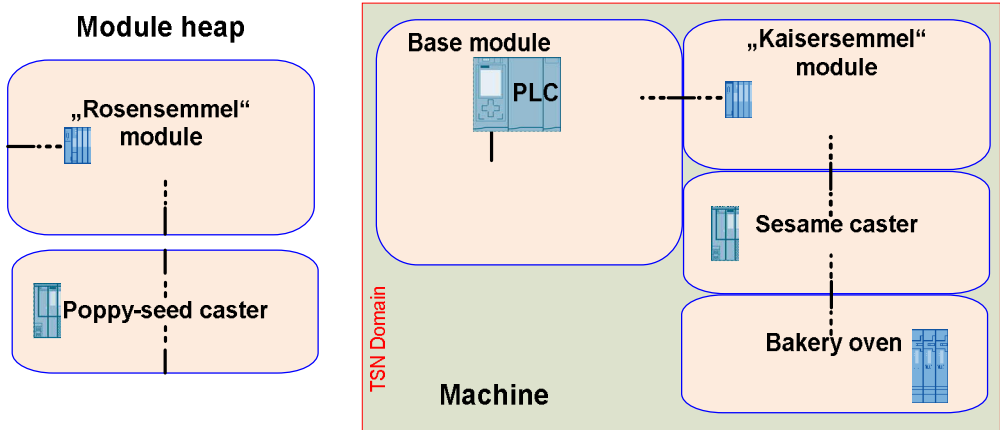 Module heap
„Rosensemmel“
module
Poppy-seed caster
Base module
PLC
„Kaisersemmel“
module
Sesame caster
Bakery oven
Machine
TSN Domain